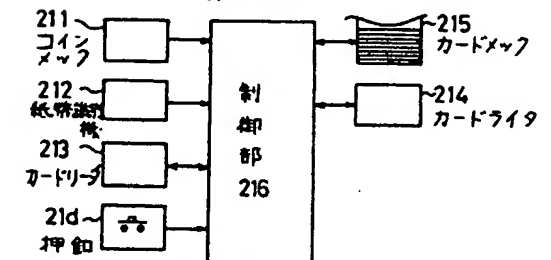 211
コイン
メック
212
紙幣識別
機
213
カードリーダ
21d
押釦
制
御
部
216
215
カードメック
214
カードライタ